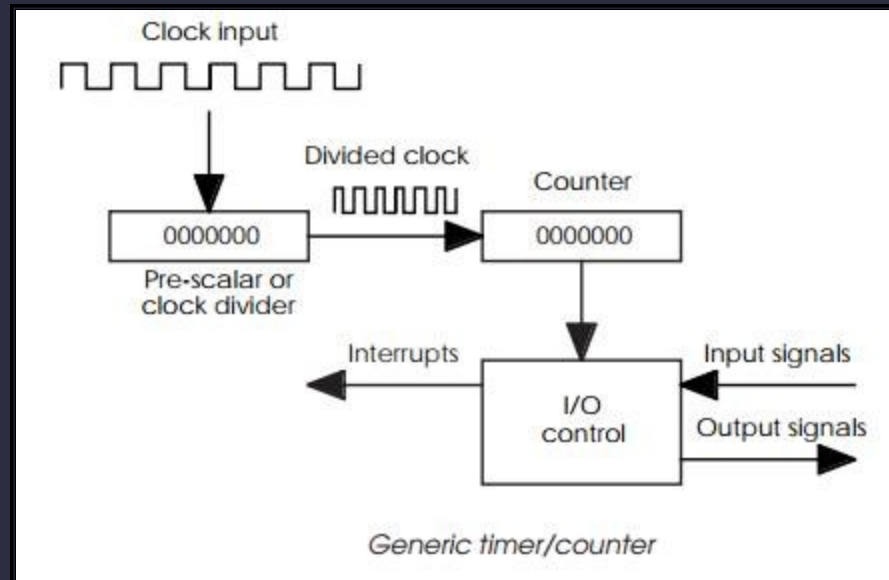 Clock input
Divided clock
Counter
0000000
0000000
Pre-scalar or
clock divider
Interrupts
Input signals
I/O
control
Output signals
Generic timer/counter